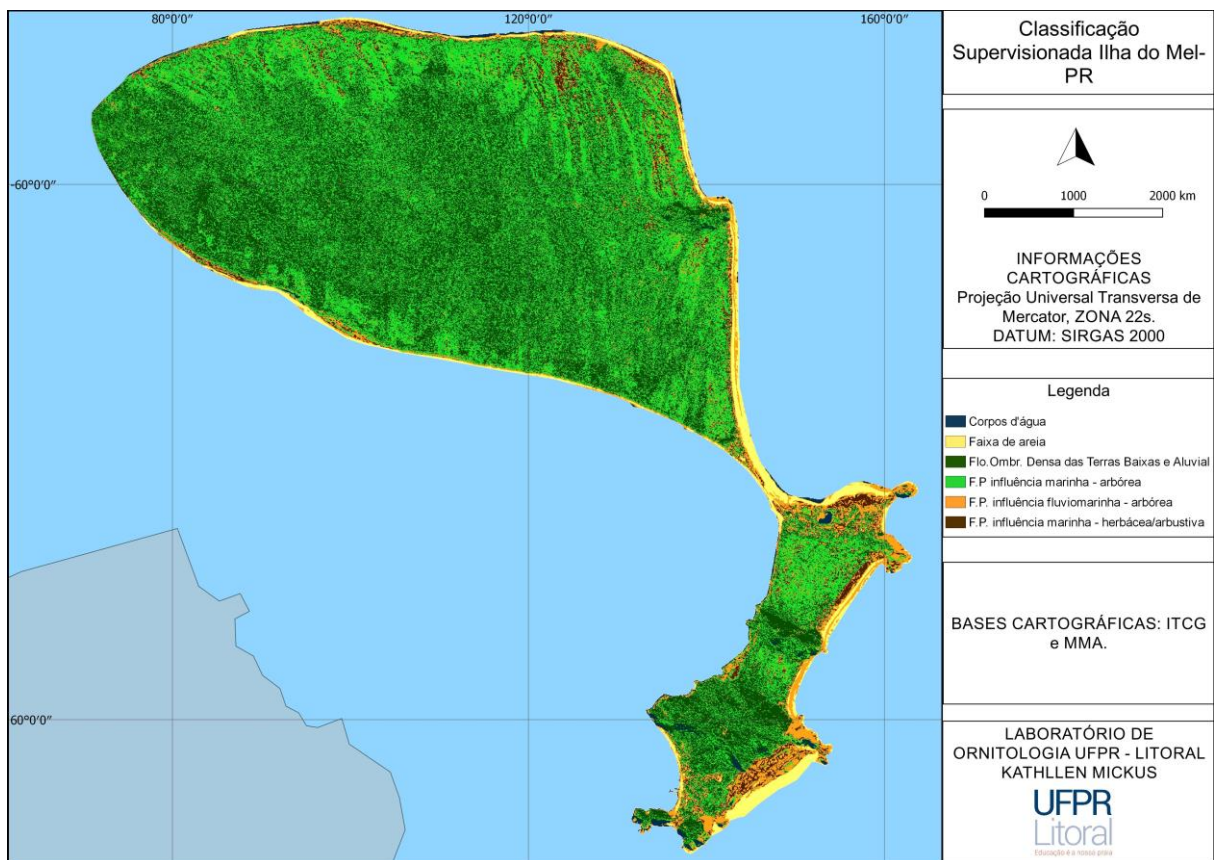 80°0'0"
120°0'0"
160°0'0"
-60°0'0"
60°0'0"
Classificação
Supervisionada Ilha do Mel-
PR
0 1000 2000 km
INFORMAÇÕES
CARTOGRÁFICAS
Projeção Universal Transversa de
Mercator, ZONA 22s.
DATUM: SIRGAS 2000
Legenda
Corpos d'água
Faixa de areia
Flo.Ombr. Densa das Terras Baixas e Aluvial
F.P influência marinha - arbórea
F.P. influência fluviomarinha - arbórea
F.P. influência marinha - herbácea/arbustiva
BASES CARTOGRÁFICAS: ITCG
e MMA.
LABORATÓRIO DE
ORNITOLOGIA UFPR - LITORAL
KATHLLEN MICKUS
UFPR
Litoral
Educação é a nossa praia